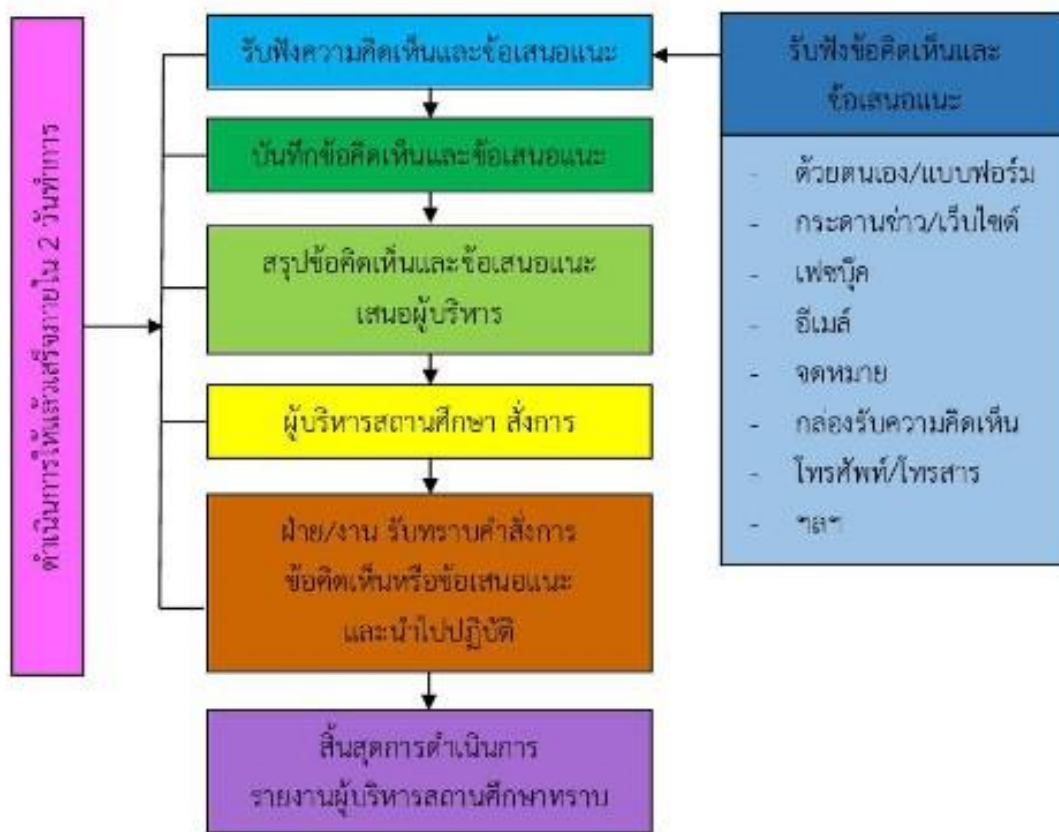 ดำเนินการให้แล้วเสร็จภายใน 2 วันทำการ
รับฟังความคิดเห็นและข้อเสนอแนะ
บันทึกข้อคิดเห็นและข้อเสนอแนะ
สรุปข้อคิดเห็นและข้อเสนอแนะ
เสนอผู้บริหาร
ผู้บริหารสถานศึกษา สั่งการ
ฝ่าย/งาน รับทราบคำสั่งการ
ข้อคิดเห็นหรือข้อเสนอแนะ
และนำไปปฏิบัติ
สิ้นสุดการดำเนินการ
รายงานผู้บริหารสถานศึกษาทราบ
รับฟังข้อคิดเห็นและ
ข้อเสนอแนะ
- ด้วยตนเอง/แบบฟอร์ม
- กระดานข่าว/เว็บไซต์
- เฟซบุ๊ค
- อีเมล์
- จดหมาย
- กล่องรับความคิดเห็น
- โทรศัพท์/โทรสาร
- ฯลฯ